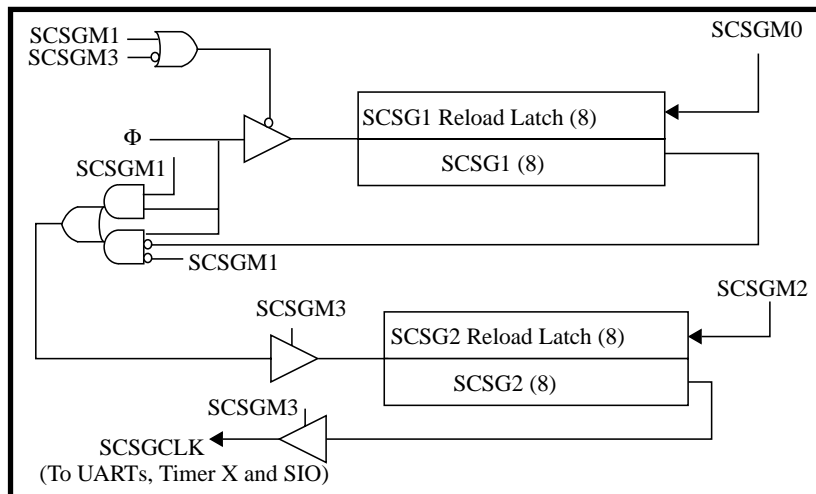 SCSGM1
SCSGM3
SCSGM0
SCSG1 Reload Latch (8)
Φ
SCSG1 (8)
SCSGM1
SCSGM1
SCSGM2
SCSGM3
SCSG2 Reload Latch (8)
SCSG2 (8)
SCSGM3
SCSGCLK
(To UARTs, Timer X and SIO)